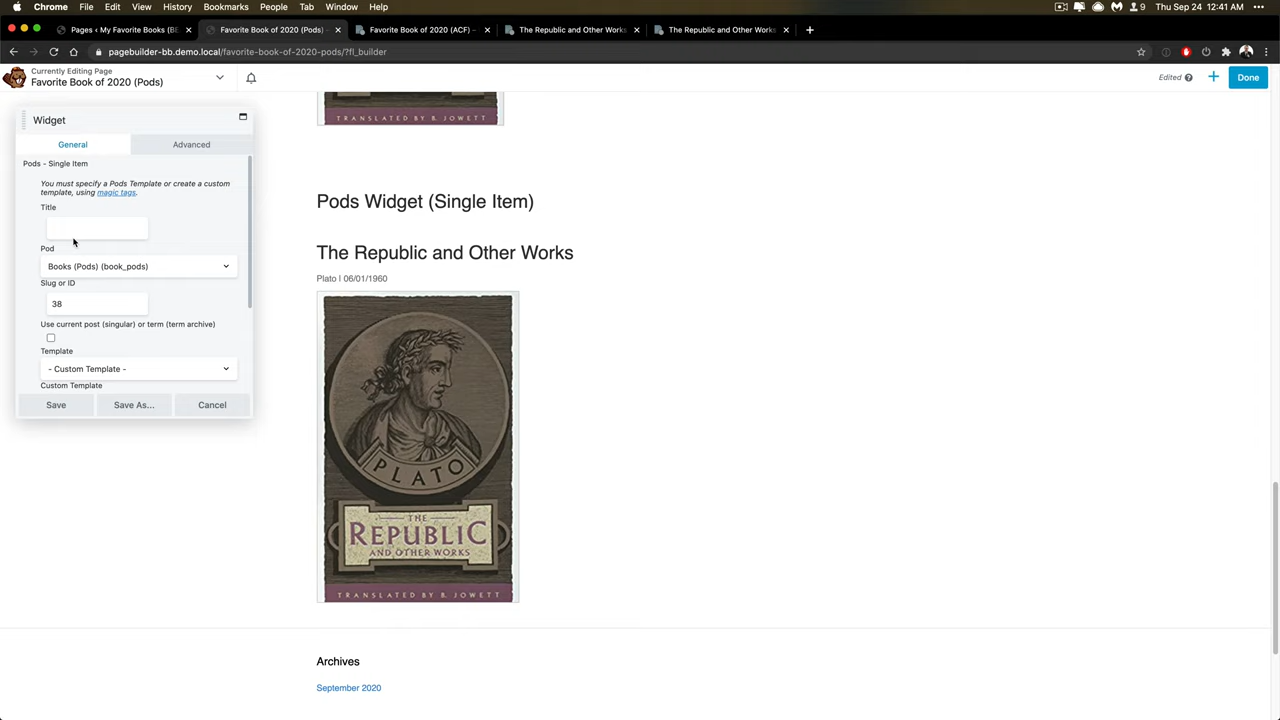 Chrome File Edit View History Bookmarks People Tab Window Help
9 Thu Sep 24 12:41 AM
Pages ‹ My Favorite Books (BE
Favorite Book of 2020 (Pods) -
Favorite Book of 2020 (ACF) –
The Republic and Other Works
The Republic and Other Works
pagebuilder-bb.demo.local/favorite-book-of-2020-pods/?fl_builder
Currently Editing Page
Favorite Book of 2020 (Pods)
Edited
Done
TRANSLATED BY B. JOWETT
Widget
General
Advanced
Pods - Single Item
You must specify a Pods Template or create a custom
template, using magic tags.
Title
Pod
Books (Pods) (book_pods)
Slug or ID
38
Use current post (singular) or term (term archive)
Template
- Custom Template -
Custom Template
Save
Save As...
Cancel
Pods Widget (Single Item)
The Republic and Other Works
Plato | 06/01/1960
PLATO
THE
REPUBLIC
AND OTHER WORKS
TRANSLATED BY B. JOWETT
Archives
September 2020